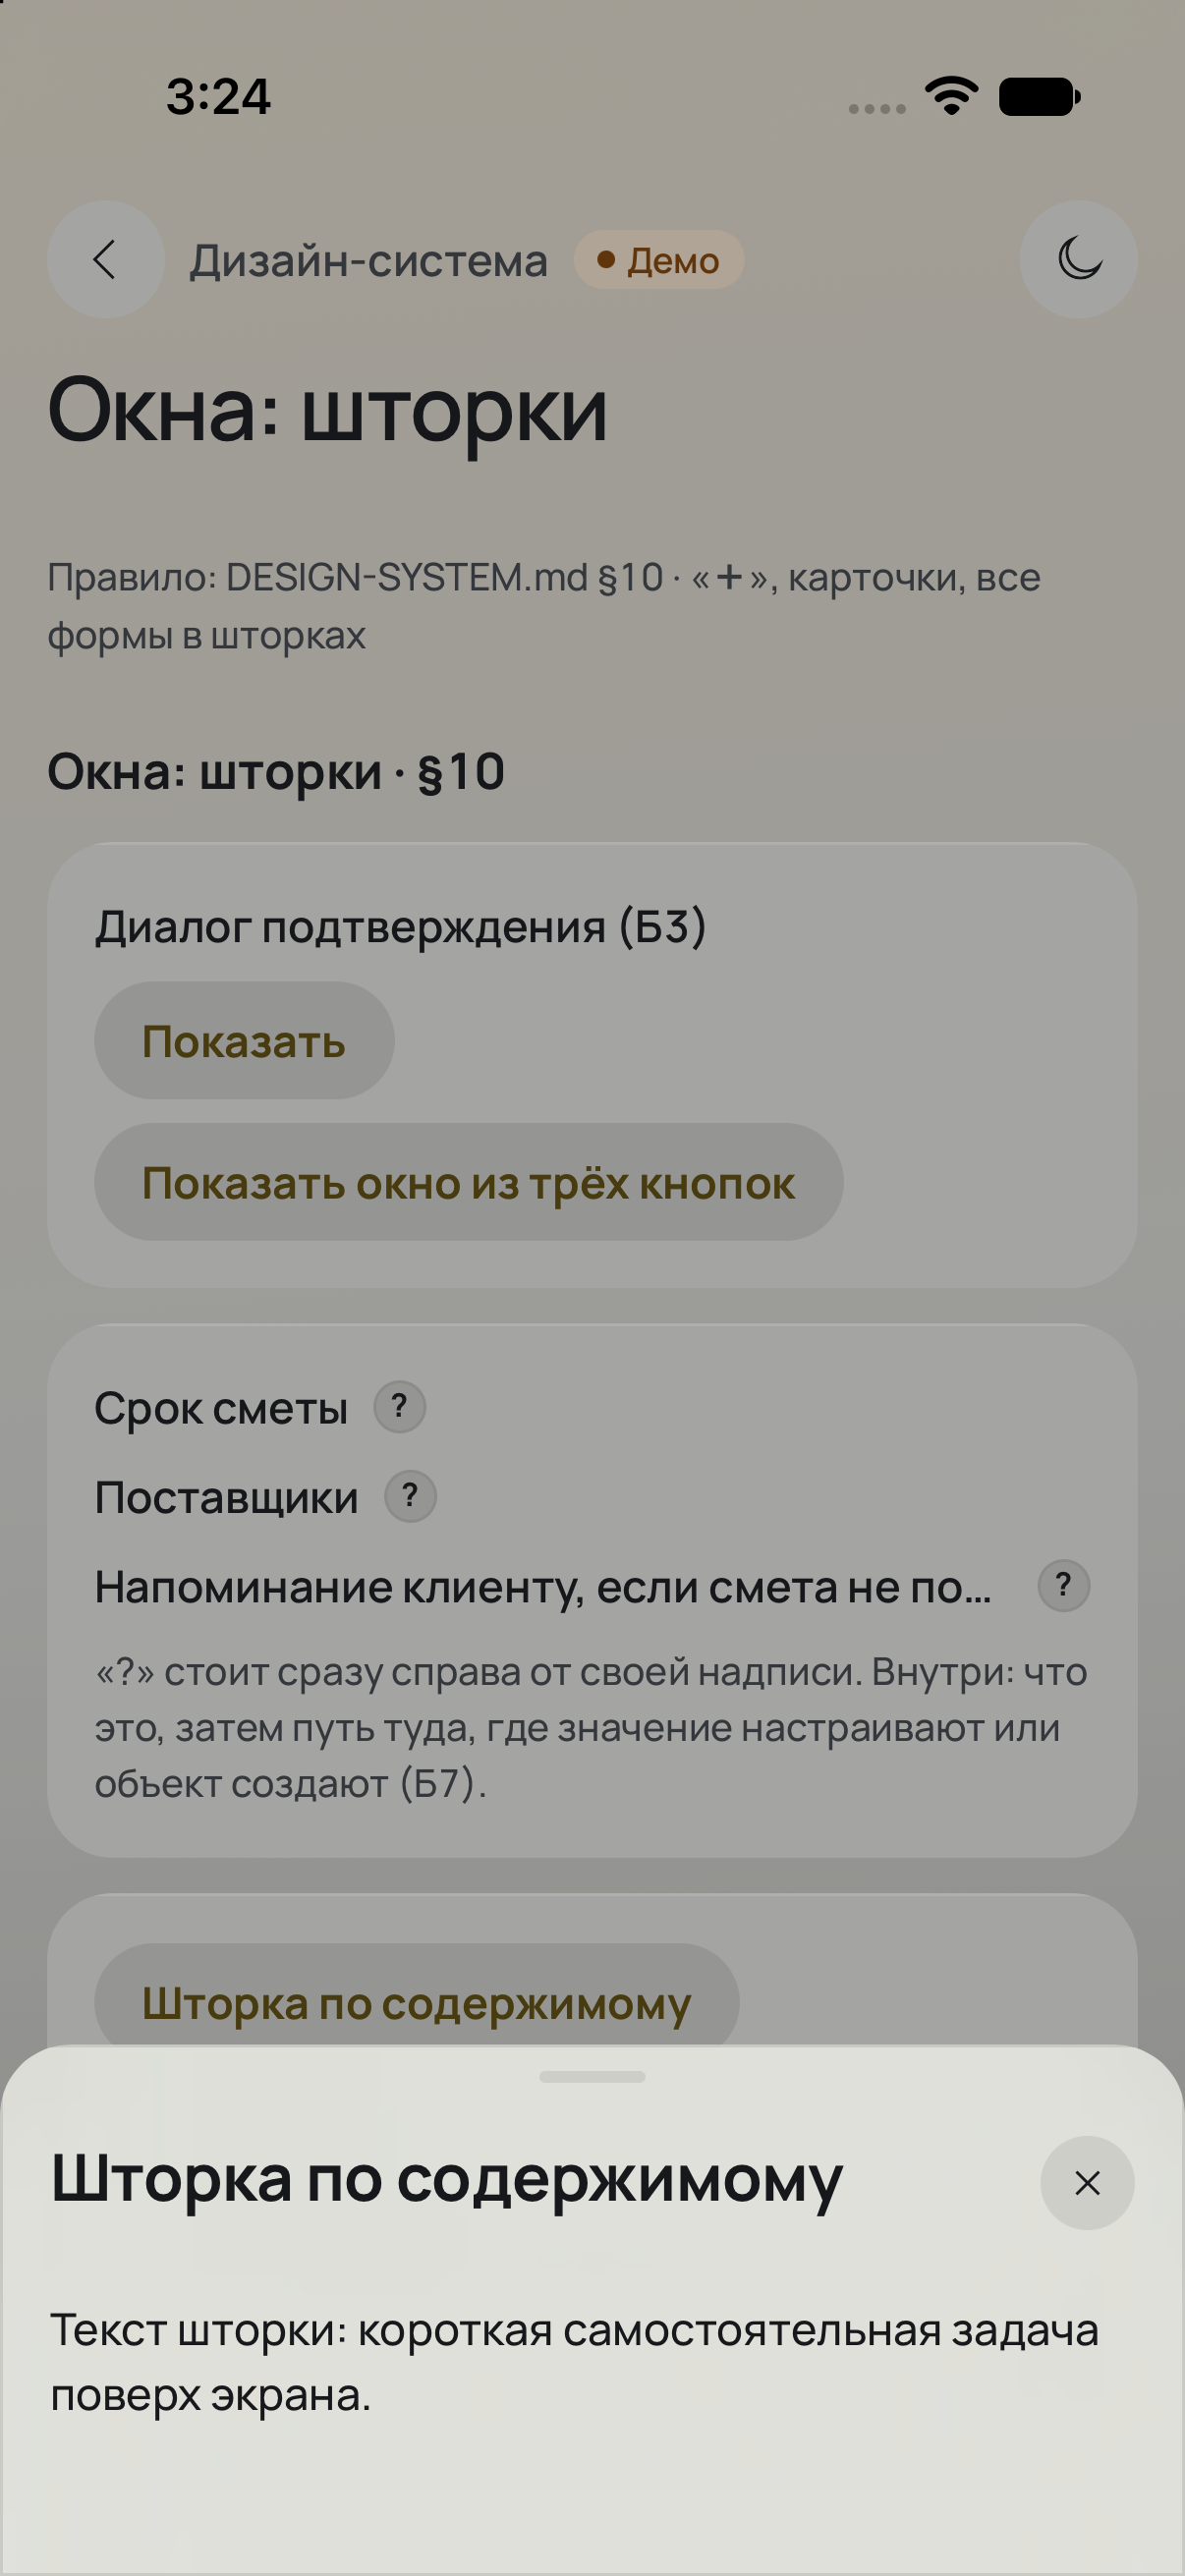 3:24
Дизайн-система
Демо
Окна: шторки
Правило: DESIGN-SYSTEM.md §10 · «+», карточки, все
формы в шторках
Окна: шторки · §10
Диалог подтверждения (Б3)
Показать
Показать окно из трёх кнопок
Срок сметы ?
Поставщики ?
Напоминание клиенту, если смета не по... ?
«?» стоит сразу справа от своей надписи. Внутри: что
это, затем путь туда, где значение настраивают или
объект создают (Б7).
Шторка по содержимому
Шторка по содержимому
Текст шторки: короткая самостоятельная задача
поверх экрана.